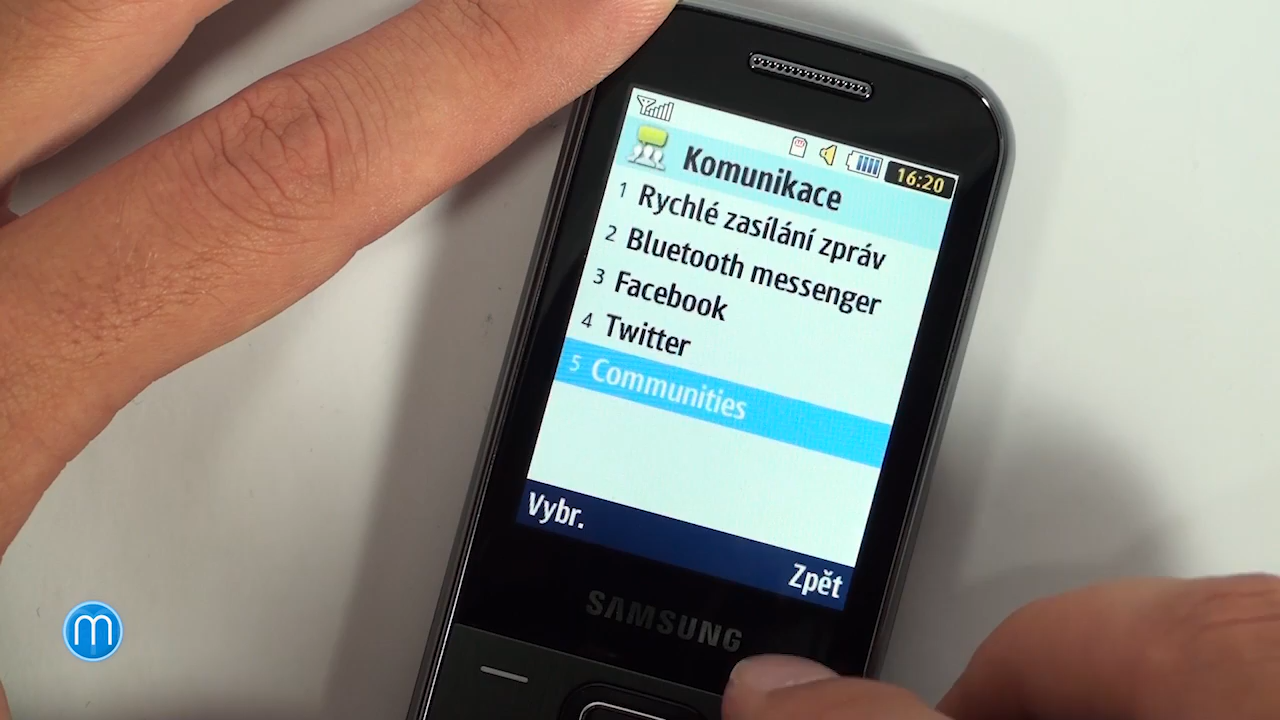 16:20
Komunikace
1 Rychlé zasílání zpráv
2 Bluetooth messenger
3 Facebook
4 Twitter
5 Communities
Vybr.
Zpět
SAMSUNG
m